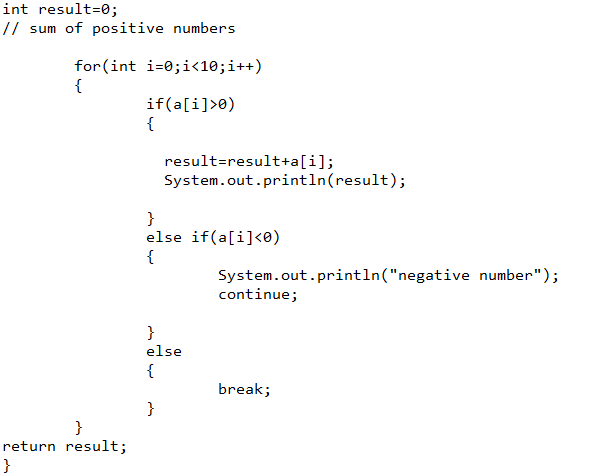 int result=0;
// sum of positive numbers
for(int i=0;i<10;i++)
{
if(a[i]>0)
{
result=result+a[i];
System.out.println(result);
}
else if(a[i]<0)
{
System.out.println("negative number");
continue;
}
else
{
break;
}
}
return result;
}